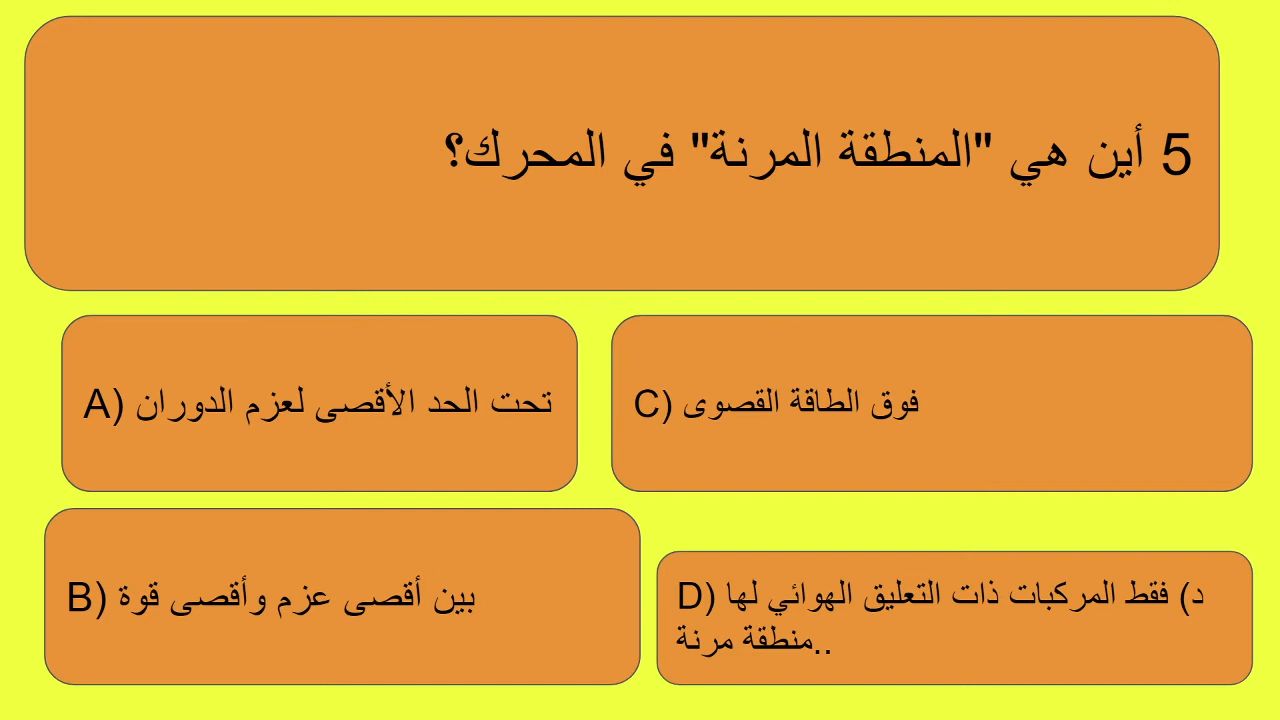 5 أين هي "المنطقة المرنة" في المحرك؟
A) تحت الحد الأقصى لعزم الدوران
C) فوق الطاقة القصوى
B) بين أقصى عزم وأقصى قوة
D) د) فقط المركبات ذات التعليق الهوائي لها
منطقة مرنة..